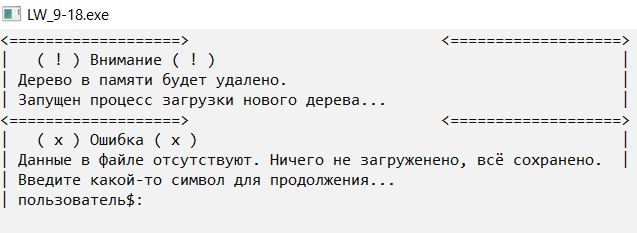 LW_9-18.exe
<===================> <===================>
| ( ! ) Внимание ( ! ) |
| Дерево в памяти будет удалено. |
| Запущен процесс загрузки нового дерева... |
<===================> <===================>
| ( x ) Ошибка ( x ) |
| Данные в файле отсутствуют. Ничего не загруженено, всё сохранено. |
| Введите какой-то символ для продолжения...
| пользователь$: